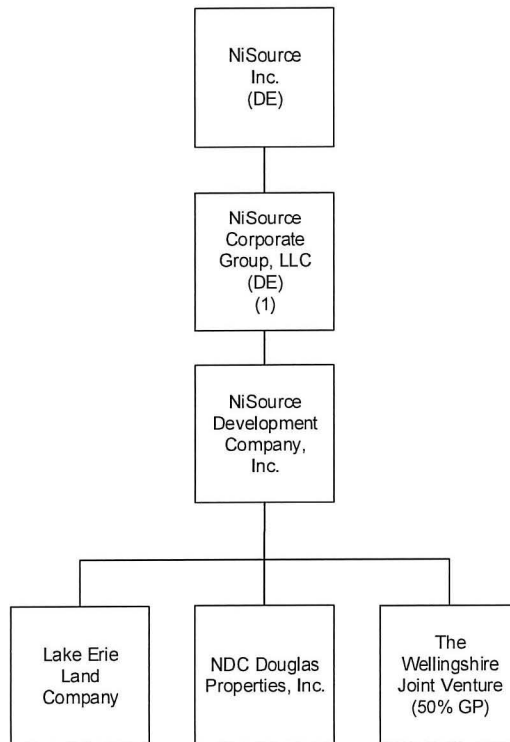 NiSource
Inc.
(DE)
NiSource
Corporate
Group, LLC
(DE)
(1)
NiSource
Development
Company,
Inc.
Lake Erie
Land
Company
NDC Douglas
Properties, Inc.
The
Wellingshire
Joint Venture
(50% GP)